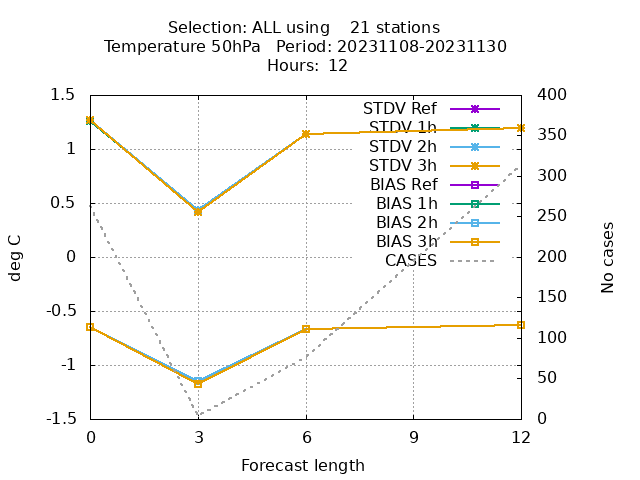 Selection: ALL using    21 stations
Temperature 50hPa   Period: 20231108-20231130
Hours:  12
1.5
1
0.5
0
-0.5
-1
-1.5
deg C
400
350
300
250
200
150
100
50
0
No cases
STDV Ref
STDV 1h
STDV 2h
STDV 3h
BIAS Ref
BIAS 1h
BIAS 2h
BIAS 3h
CASES
0 3 6 9 12
Forecast length